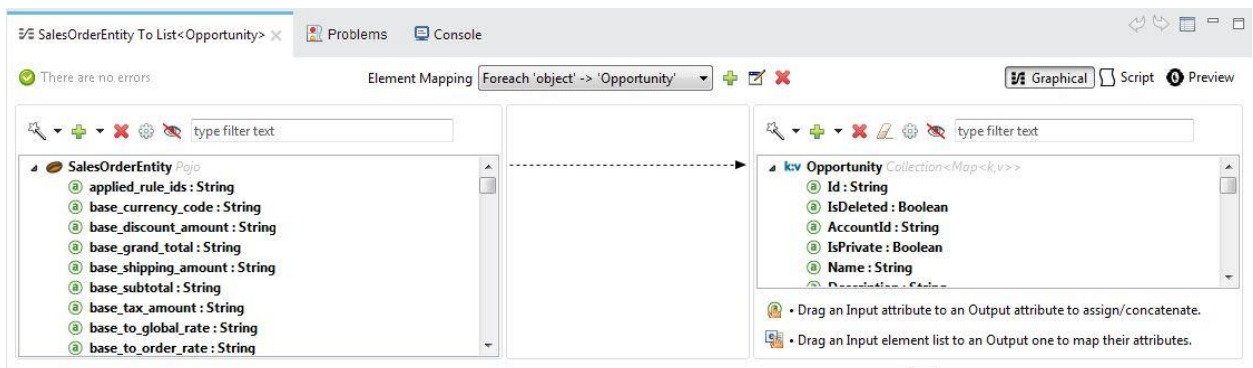 SalesOrderEntity To List<Opportunity> Problems Console
There are no errors Element Mapping Foreach 'object' -> 'Opportunity' Graphical Script Preview
type filter text type filter text
SalesOrderEntity Pojo
applied_rule_ids : String
base_currency_code : String
base_discount_amount : String
base_grand_total : String
base_shipping_amount : String
base_subtotal : String
base_tax_amount : String
base_to_global_rate : String
base_to_order_rate : String
k:v Opportunity Collection<Map<k,v>>
Id : String
IsDeleted : Boolean
AccountId : String
IsPrivate : Boolean
Name : String
Description : String
• Drag an Input attribute to an Output attribute to assign/concatenate.
• Drag an Input element list to an Output one to map their attributes.